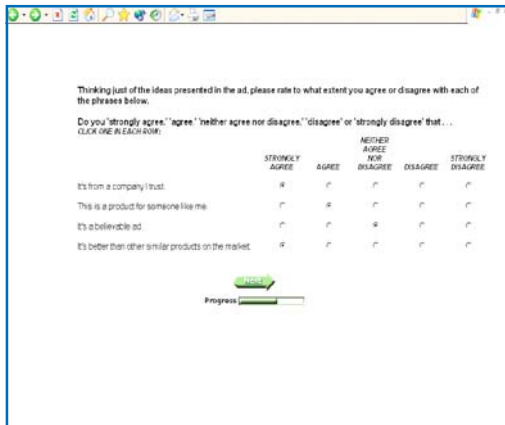 Thinking just of the ideas presented in the ad, please rate to what extent you agree or disagree with each of
the phrases below.
Do you 'strongly agree,' 'agree,' 'neither agree nor disagree,' 'disagree' or 'strongly disagree' that . . .
CLICK ONE IN EACH ROW:
STRONGLY AGREE
AGREE
NEITHER AGREE NOR DISAGREE
DISAGREE
STRONGLY DISAGREE
It's from a company I trust.
This is a product for someone like me.
It's a believable ad.
It's better than other similar products on the market.
NEXT
Progress